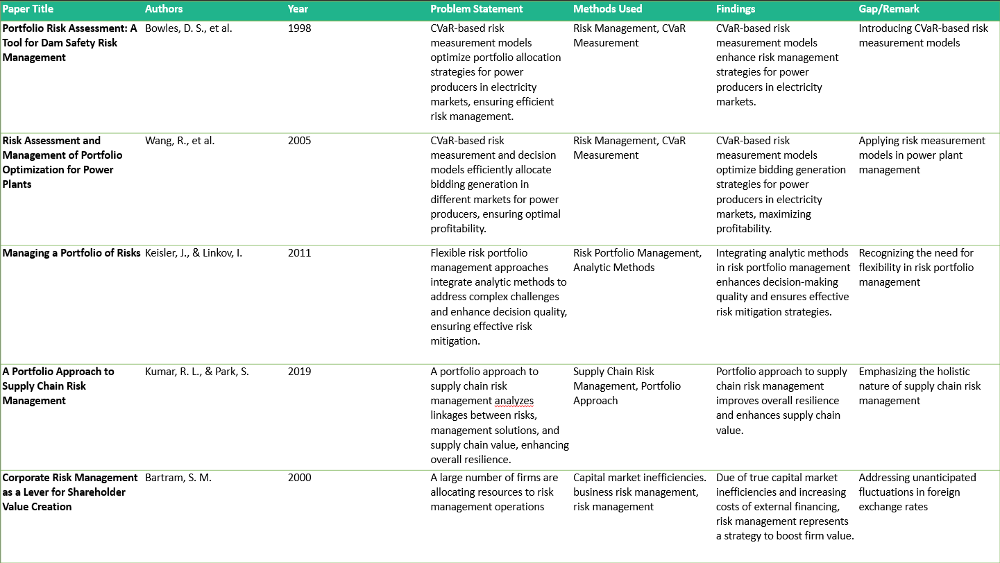 Paper Title Authors Year Problem Statement Methods Used Findings Gap/Remark
Portfolio Risk Assessment: A
Tool for Dam Safety Risk
Management
Bowles, D. S., et al.
1998
CVaR-based risk
measurement models
optimize portfolio allocation
strategies for power
producers in electricity
markets, ensuring efficient
risk management.
Risk Management, CVaR
Measurement
CVaR-based risk
measurement models
enhance risk management
strategies for power
producers in electricity
markets.
Introducing CVaR-based risk
measurement models
Risk Assessment and
Management of Portfolio
Optimization for Power
Plants
Wang, R., et al.
2005
CVaR-based risk
measurement and decision
models efficiently allocate
bidding generation in
different markets for power
producers, ensuring optimal
profitability.
Risk Management, CVaR
Measurement
CVaR-based risk
measurement models
optimize bidding generation
strategies for power
producers in electricity
markets, maximizing
profitability.
Applying risk measurement
models in power plant
management
Managing a Portfolio of Risks
Keisler, J., & Linkov, I.
2011
Flexible risk portfolio
management approaches
integrate analytic methods to
address complex challenges
and enhance decision quality,
ensuring effective risk
mitigation.
Risk Portfolio Management,
Analytic Methods
Integrating analytic methods
in risk portfolio management
enhances decision-making
quality and ensures effective
risk mitigation strategies.
Recognizing the need for
flexibility in risk portfolio
management
A Portfolio Approach to
Supply Chain Risk
Management
Kumar, R. L., & Park, S.
2019
A portfolio approach to
supply chain risk
management analyzes
linkages between risks,
management solutions, and
supply chain value, enhancing
overall resilience.
Supply Chain Risk
Management, Portfolio
Approach
Portfolio approach to supply
chain risk management
improves overall resilience
and enhances supply chain
value.
Emphasizing the holistic
nature of supply chain risk
management
Corporate Risk Management
as a Lever for Shareholder
Value Creation
Bartram, S. M.
2000
A large number of firms are
allocating resources to risk
management operations
Capital market inefficiencies.
business risk management,
risk management
Due of true capital market
inefficiencies and increasing
costs of external financing,
risk management represents
a strategy to boost firm value.
Addressing unanticipated
fluctuations in foreign
exchange rates